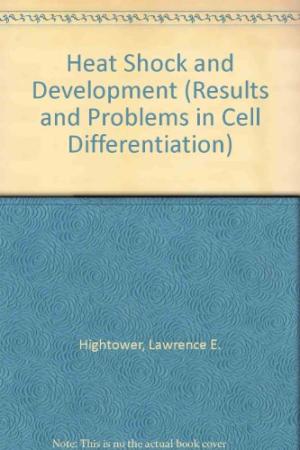 Heat Shock and
Development (Results
and Problems in Cell
Differentiation)
Hightower, Lawrence E.
Note: This is no the actual book cover